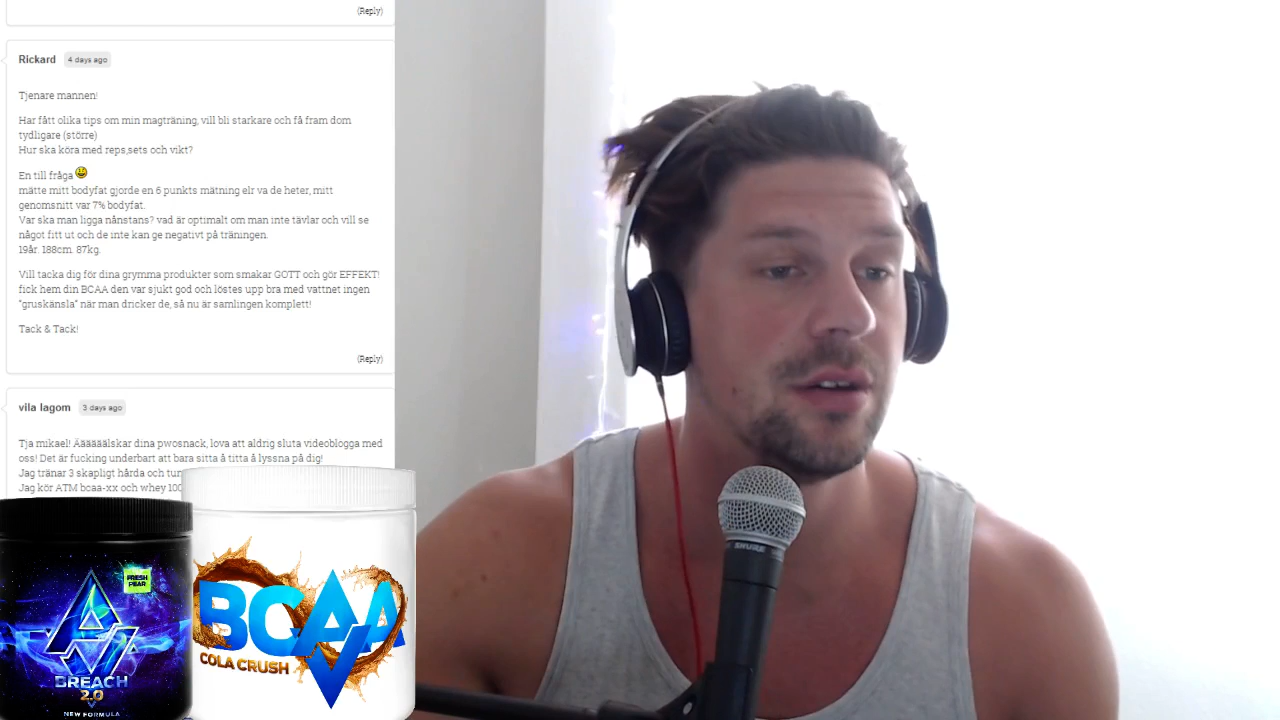 (Reply)
Rickard 4 days ago
Tjenare mannen!
Har fått olika tips om min magträning, vill bli starkare och få fram dom
tydligare (större)
Hur ska köra med reps,sets och vikt?
En till fråga
mätte mitt bodyfat gjorde en 6 punkts mätning elr va de heter, mitt
genomsnitt var 7% bodyfat.
Var ska man ligga nånstans? vad är optimalt om man inte tävlar och vill se
något fitt ut och de inte kan ge negativt på träningen.
19år. 188cm. 87kg.
Vill tacka dig för dina grymma produkter som smakar GOTT och gör EFFEKT!
fick hem din BCAA den var sjukt god och löstes upp bra med vattnet ingen
"gruskänsla" när man dricker de, så nu är samlingen komplett!
Tack & Tack!
(Reply)
vila lagom 3 days ago
Tja mikael! Äääääälskar dina pwosnack, lova att aldrig sluta videoblogga med
oss! Det är fucking underbart att bara sitta å titta å lyssna på dig!
Jag tränar 3 skapligt hårda och tun
Jag kör ATM bcaa-xx och whey 100
FRESH
PEAR
BREACH
2.0
NEW FORMULA
BCAA
COLA CRUSH
SHURE